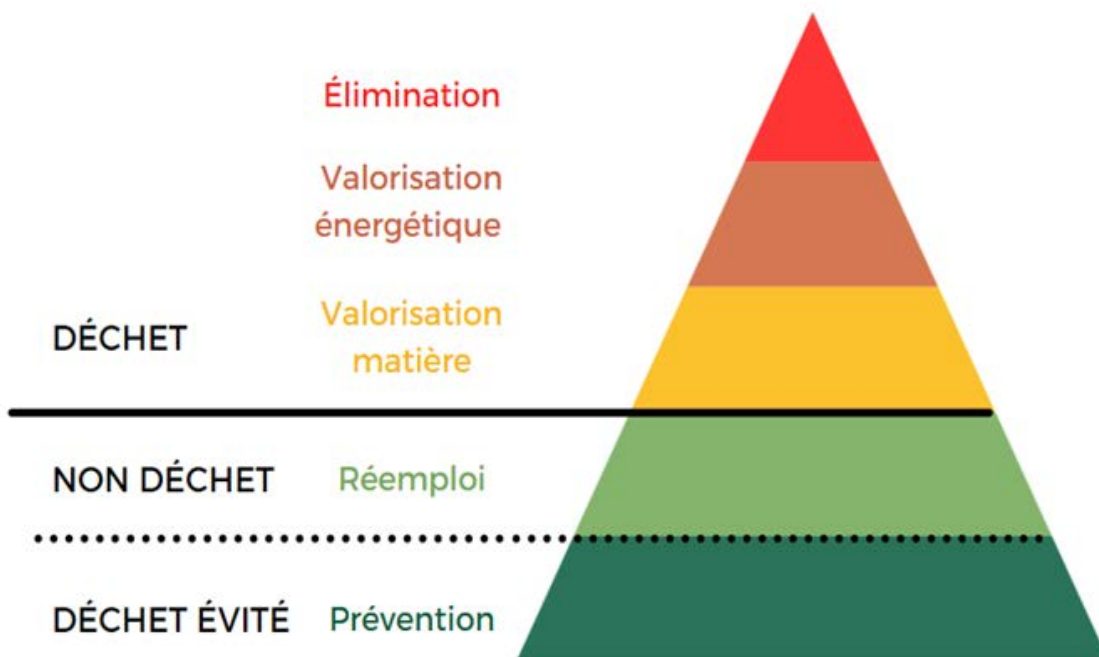 Élimination
Valorisation
énergétique
Valorisation
matière
DÉCHET
NON DÉCHET
Réemploi
DÉCHET ÉVITÉ
Prévention